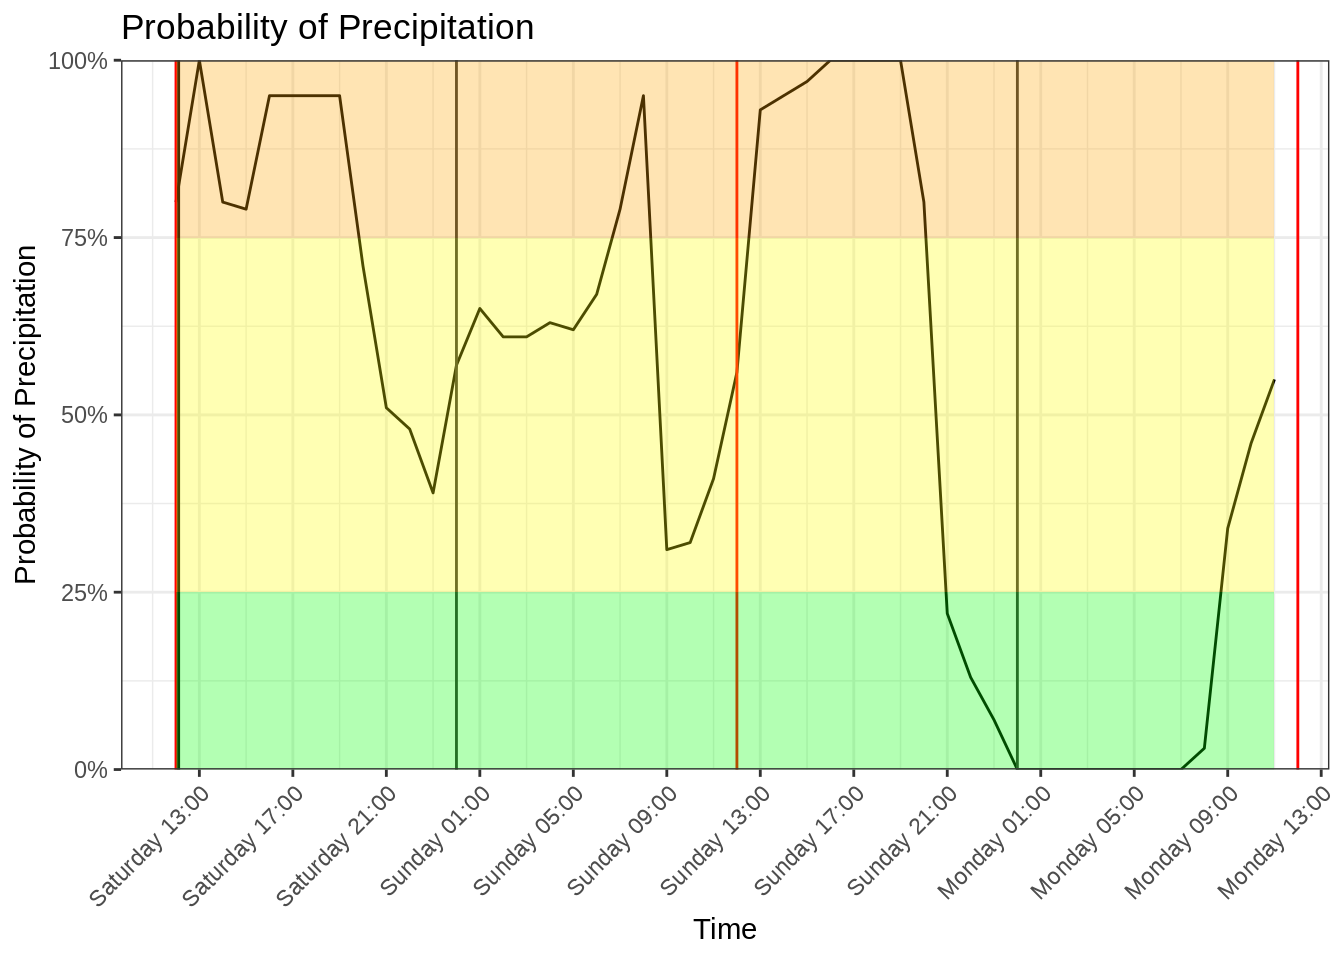 Probability of Precipitation
Probability of Precipitation
100%
75%
50%
25%
0%
Saturday 13:00
Saturday 17:00
Saturday 21:00
Sunday 01:00
Sunday 05:00
Sunday 09:00
Sunday 13:00
Sunday 17:00
Sunday 21:00
Monday 01:00
Monday 05:00
Monday 09:00
Monday 13:00
Time